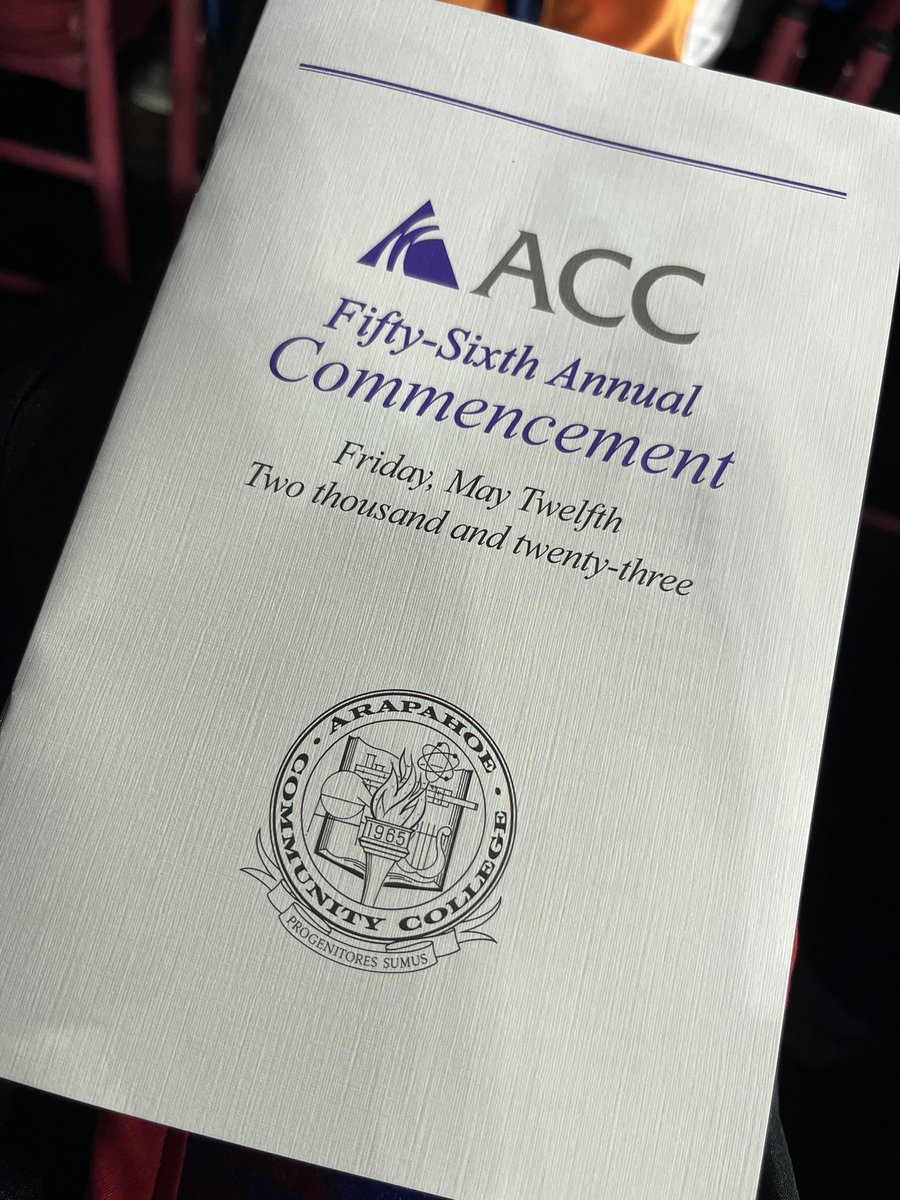 ACC
Fifty-Sixth Annual
Commencement
Friday, May Twelfth
Two thousand and twenty-three
ARAPAHOE
COMMUNITY COLLEGE
1965
PROGENITORES SUMUS